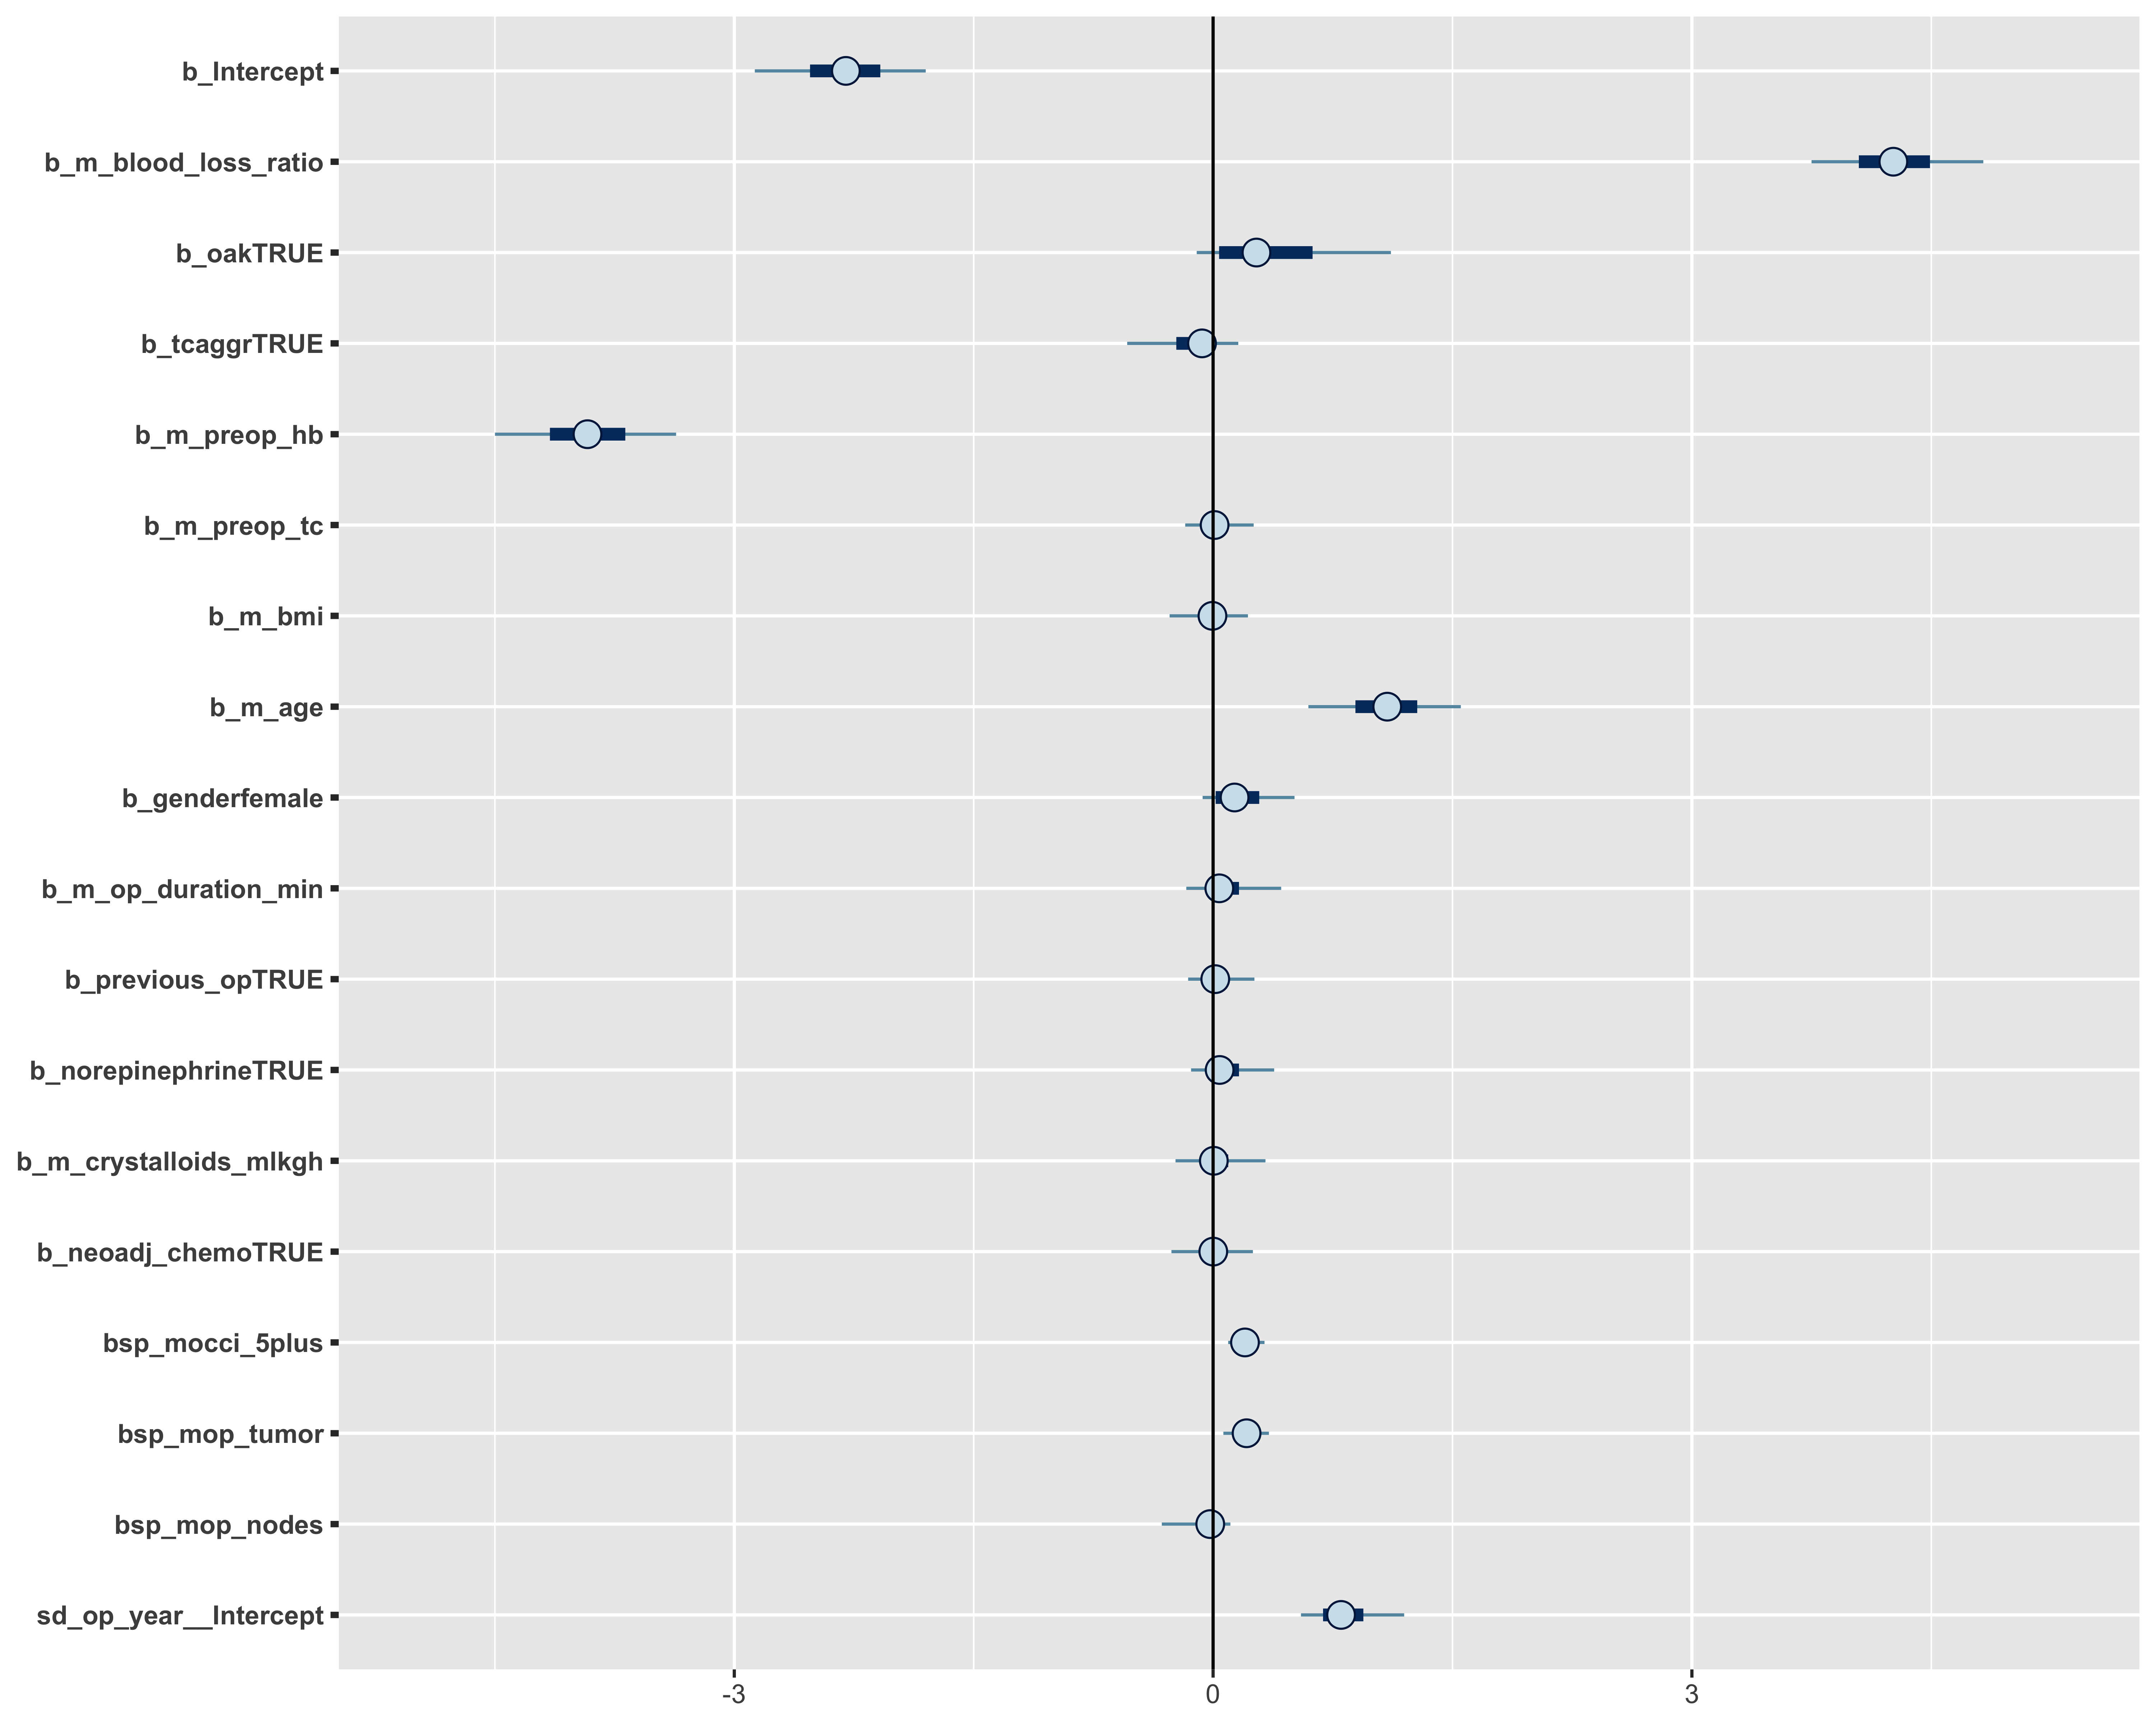 b_Intercept
b_m_blood_loss_ratio
b_oakTRUE
b_tcaggrTRUE
b_m_preop_hb
b_m_preop_tc
b_m_bmi
b_m_age
b_genderfemale
b_m_op_duration_min
b_previous_opTRUE
b_norepinephrineTRUE
b_m_crystalloids_mlkgh
b_neoadj_chemoTRUE
bsp_mocci_5plus
bsp_mop_tumor
bsp_mop_nodes
sd_op_year__Intercept
-3 0 3